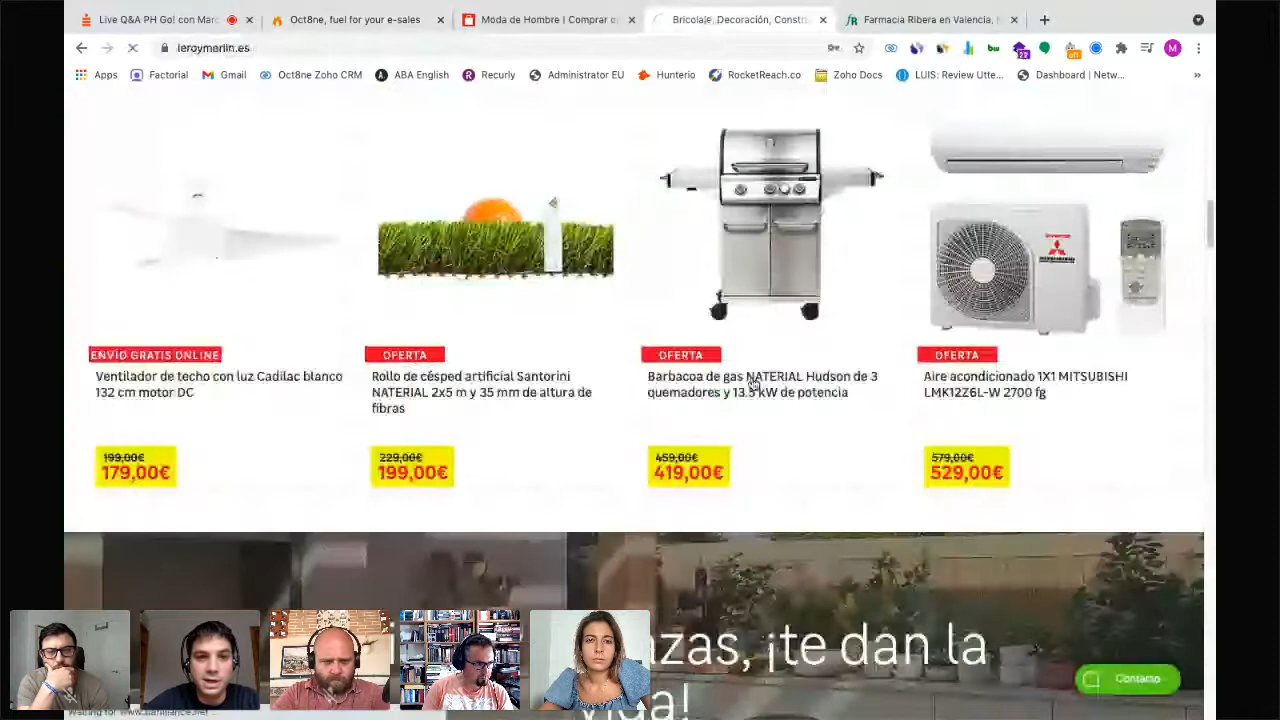 Live Q&A PH Go! con Marc
Oct8ne, fuel for your e-sales
Moda de Hombre | Comprar o
Bricolaje, Decoración, Constru
Farmacia Ribera en Valencia,
leroymerlin.es
Apps
Factorial
Gmail
Oct8ne Zoho CRM
ABA English
Recurly
Administrator EU
Hunterio
RocketReach.co
Zoho Docs
LUIS: Review Utte...
Dashboard | Netw...
ENVÍO GRATIS ONLINE
Ventilador de techo con luz Cadilac blanco
132 cm motor DC
199,00€
179,00€
OFERTA
Rollo de césped artificial Santorini
NATERIAL 2x5 m y 35 mm de altura de
fibras
229,00€
199,00€
OFERTA
Barbacoa de gas NATERIAL Hudson de 3
quemadores y 13.5 kW de potencia
459,00€
419,00€
OFERTA
Aire acondicionado 1X1 MITSUBISHI
LMK12Z6L-W 2700 fg
579,00€
529,00€
azas, ¡te dan la
vida!
Contacto